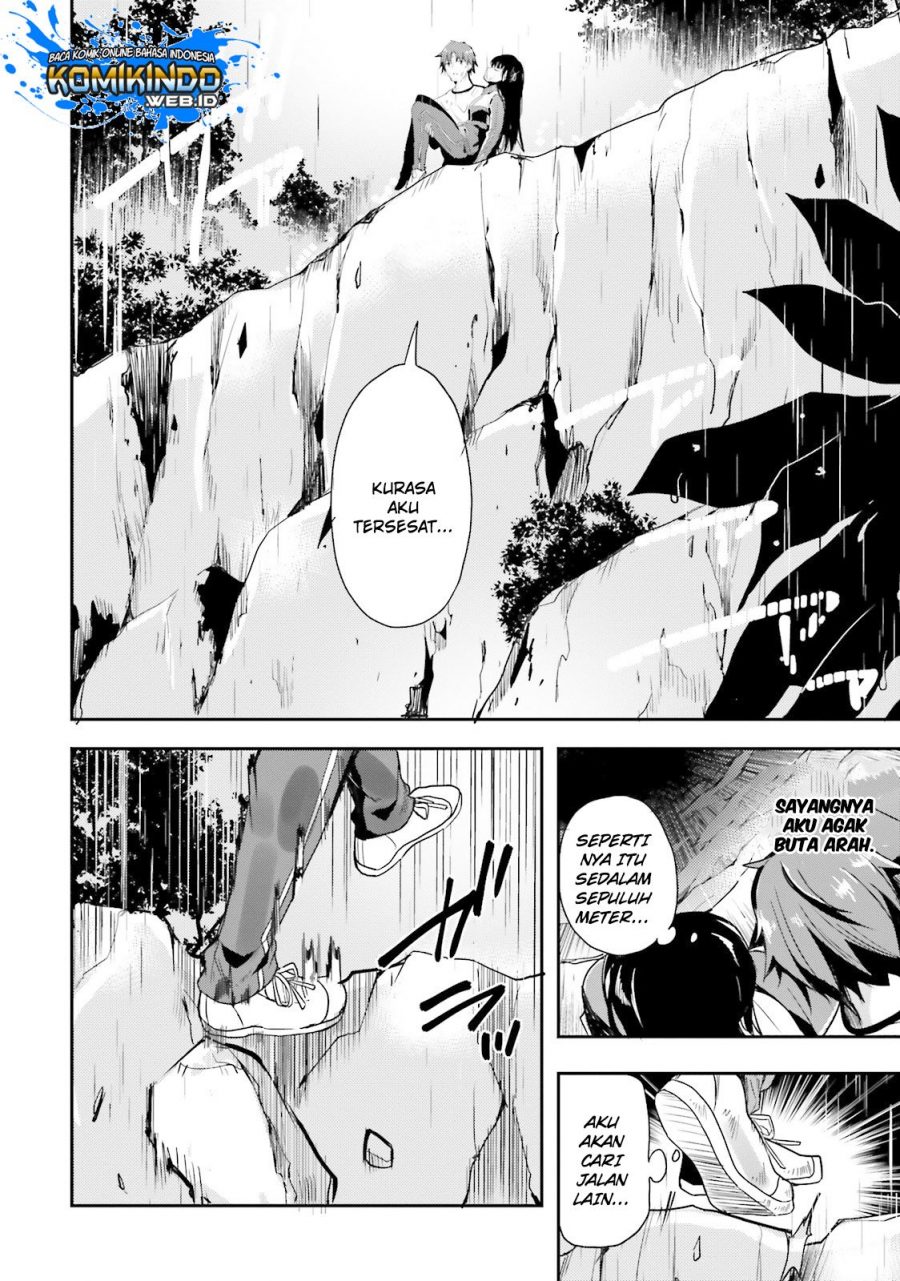 BACA KOMIK ONLINE BAHASA INDONESIA
KOMIKINDO
WEB.ID
KURASA
AKU
TERSESAT...
SAYANGNYA
AKU AGAK
BUTA ARAH.
SEPERTI
NYA ITU
SEDALAM
SEPULUH
METER...
AKU
AKAN
CARI
JALAN
LAIN...